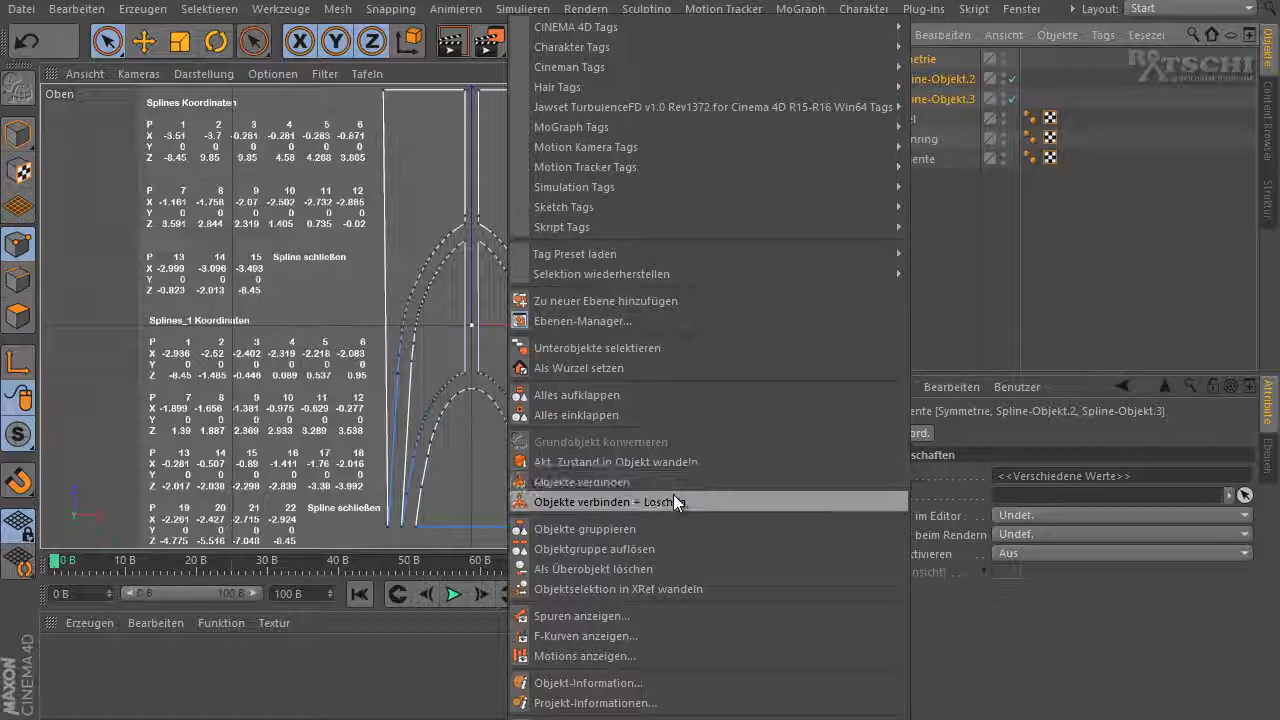 Datei Bearbeiten Erzeugen Selektieren Werkzeuge Mesh Snapping Animieren Simulieren Rendern Sculpting Motion Tracker MoGraph Charakter Plug-ins Skript Fenster Layout: Start
Ansicht Kameras Darstellung Optionen Filter Tafeln
Oben
Splines Koordinaten
P 1 2 3 4 5 6
X -3.51 -3.7 -0.281 -0.281 -0.283 -0.871
Y 0 0 0 0 0 0
Z -8.45 9.85 9.85 4.58 4.268 3.865
P 7 8 9 10 11 12
X -1.161 -1.758 -2.07 -2.502 -2.732 -2.885
Y 0 0 0 0 0 0
Z 3.591 2.844 2.319 1.405 0.735 -0.02
P 13 14 15 Spline schließen
X -2.999 -3.096 -3.493
Y 0 0 0
Z -0.823 -2.013 -8.45
Splines_1 Koordinaten
P 1 2 3 4 5 6
X -2.936 -2.52 -2.402 -2.319 -2.218 -2.083
Y 0 0 0 0 0 0
Z -8.45 -1.485 -0.446 0.089 0.537 0.95
P 7 8 9 10 11 12
X -1.899 -1.656 -1.381 -0.975 -0.629 -0.277
Y 0 0 0 0 0 0
Z 1.39 1.887 2.369 2.933 3.289 3.538
P 13 14 15 16 17 18
X -0.281 -0.507 -0.89 -1.411 -1.76 -2.016
Y 0 0 0 0 0 0
Z -2.017 -2.038 -2.298 -2.839 -3.38 -3.992
P 19 20 21 22 Spline schließen
X -2.261 -2.427 -2.715 -2.924
Y 0 0 0 0
Z -4.775 -5.516 -7.048 -8.45
0 B 10 B 20 B 30 B 40 B 50 B 60 B
0 B 0 B 100 B 100 B
Erzeugen Bearbeiten Funktion Textur
MAXON
CINEMA 4D
CINEMA 4D Tags
Charakter Tags
Cineman Tags
Hair Tags
Jawset TurbulenceFD v1.0 Rev1372 for Cinema 4D R15-R16 Win64 Tags
MoGraph Tags
Motion Kamera Tags
Motion Tracker Tags
Simulation Tags
Sketch Tags
Skript Tags
Tag Preset laden
Selektion wiederherstellen
Zu neuer Ebene hinzufügen
Ebenen-Manager...
Unterobjekte selektieren
Als Wurzel setzen
Alles aufklappen
Alles einklappen
Grundobjekt konvertieren
Akt. Zustand in Objekt wandeln
Objekte verbinden
Objekte verbinden + Lösch
Objekte gruppieren
Objektgruppe auflösen
Als Überobjekt löschen
Objektselektion in XRef wandeln
Spuren anzeigen...
F-Kurven anzeigen...
Motions anzeigen...
Objekt-Information...
Projekt-Informationen...
Bearbeiten Ansicht Objekte Tags Lesezei
etrie
ine-Objekt.2
ine-Objekt.3
el
nring
ente
Objekte
Content Browser
Struktur
Bearbeiten Benutzer
ente [Symmetrie, Spline-Objekt.2, Spline-Objekt.3]
ord.
schaften
<<Verschiedene Werte>>
im Editor : Undef.
beim Rendern Undef.
tivieren Aus
nsicht)
Attribute
Ebenen